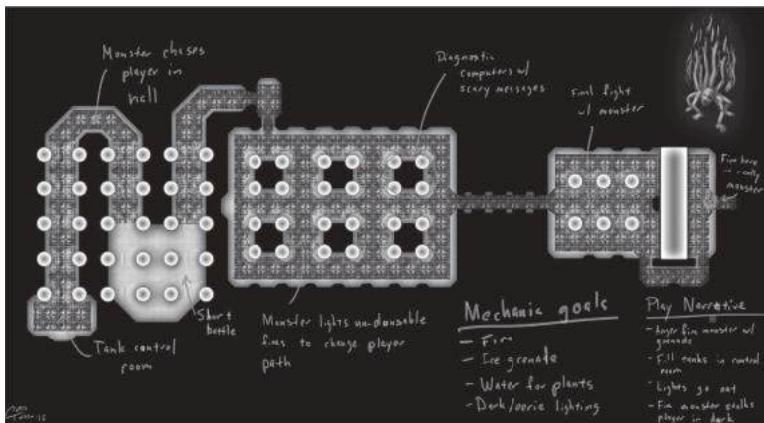 Monster chases
player in
hall
Diagnostic
computers w/
scary messages
Final fight
w/ monster
Fire here
is really
monster
Short
battle
Tank control
room
Monster lights un-dousable
fires to change player
path
Mechanic goals
- Fire
- Ice grenade
- Water for plants
- Dark/eerie lighting
Play Narrative
- Anger fire monster w/
grenade
- Fill tanks in control
room
- Lights go out
- Fire monster stalks
player in dark